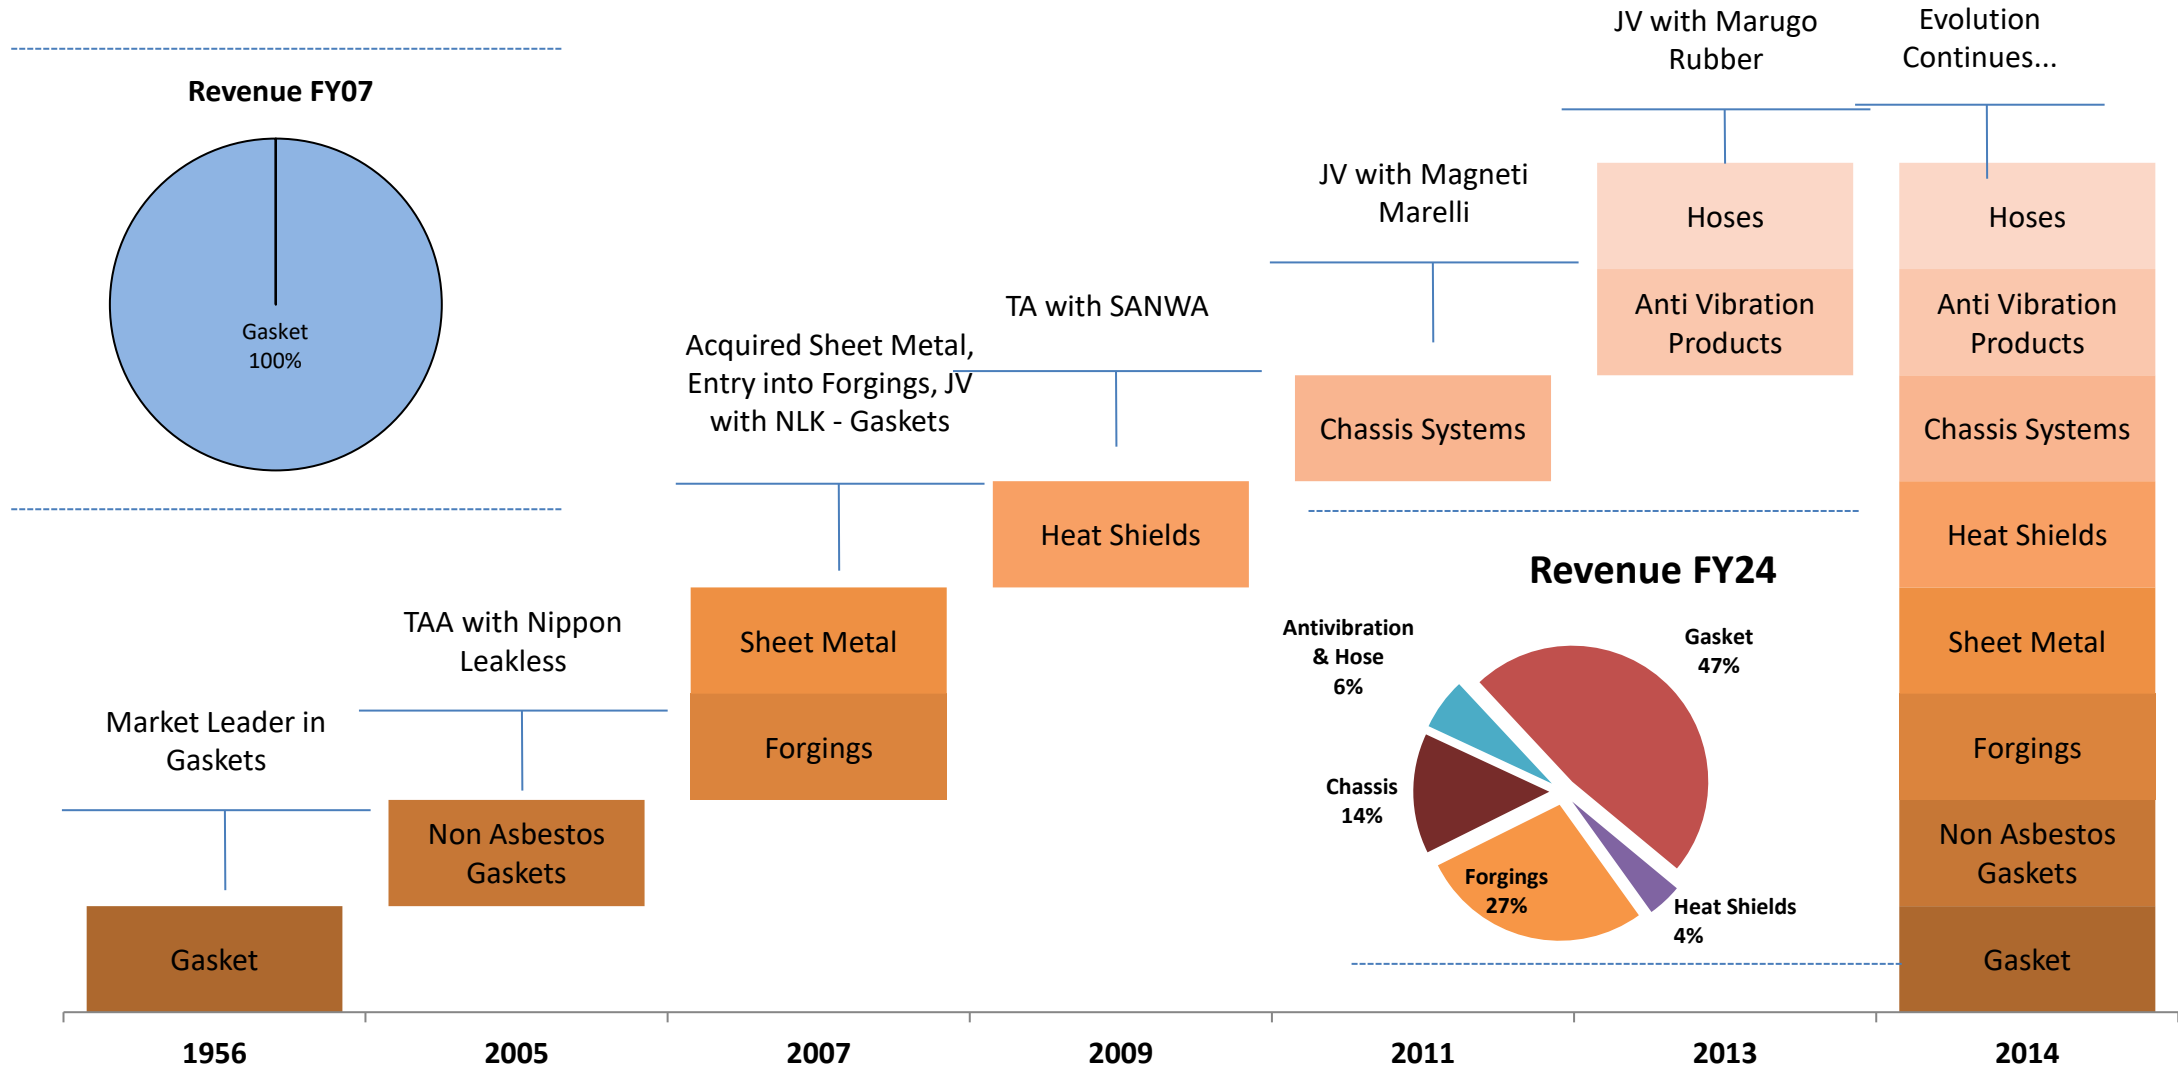 JV with Marugo
Rubber
Evolution
Continues...
Revenue FY07
Gasket
100%
JV with Magneti
Marelli
Hoses
Hoses
TA with SANWA
Anti Vibration
Products
Anti Vibration
Products
Acquired Sheet Metal,
Entry into Forgings, JV
with NLK - Gaskets
Chassis Systems
Chassis Systems
Heat Shields
Heat Shields
Revenue FY24
Antivibration
& Hose
6%
Gasket
47%
Chassis
14%
Forgings
27%
Heat Shields
4%
TAA with Nippon
Leakless
Sheet Metal
Sheet Metal
Market Leader in
Gaskets
Forgings
Forgings
Non Asbestos
Gaskets
Non Asbestos
Gaskets
Gasket
Gasket
1956
2005
2007
2009
2011
2013
2014